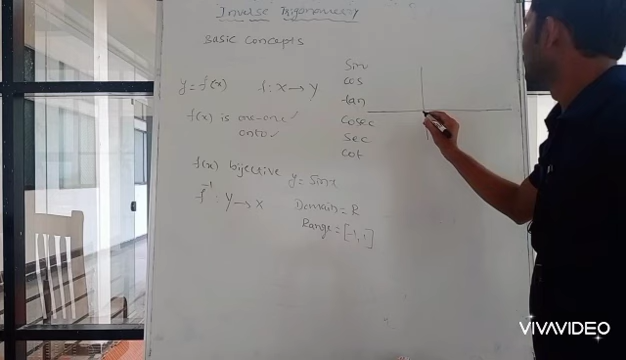 Inverse Trigonometry
Basic Concepts
y=f(x) f: X→Y
f(x) is one-one✓
onto✓
f(x) bijective y=Sinx
f⁻¹: Y→X Domain=R
Range=[-1,1]
Sin
cos
tan
cosec
sec
cot
VIVAVIDEO